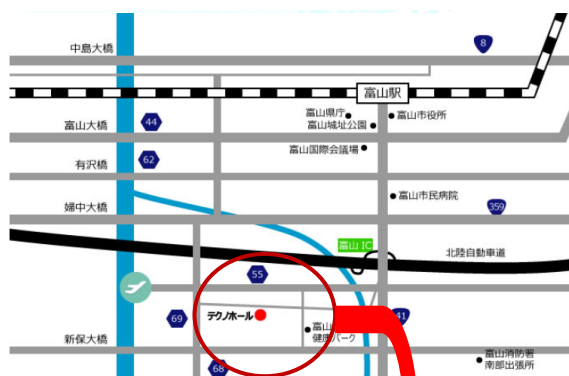 8
中島大橋
富山駅
富山県庁
富山市役所
44
富山大橋
富山城址公園
富山国際会議場
62
有沢橋
富山市民病院
婦中大橋
359
富山 IC
北陸自動車道
55
テクノホール
69
41
富山
健康パーク
新保大橋
富山消防署
南部出張所
68